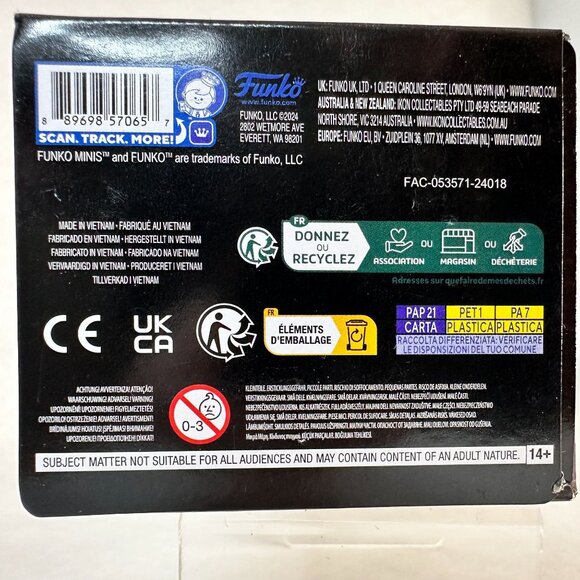 8 89698 57065 7
SCAN. TRACK. MORE!
FUNKO MINIS™ and FUNKO™ are trademarks of Funko, LLC
Funko
www.funko.com
FUNKO, LLC ©2024
2802 WETMORE AVE
EVERETT, WA 98201
UK: FUNKO UK, LTD • 1 QUEEN CAROLINE STREET, LONDON, W6 9YN (UK) • WWW.FUNKO.COM
AUSTRALIA & NEW ZEALAND: IKON COLLECTABLES PTY LTD 49-59 SEABEACH PARADE
NORTH SHORE, VIC 3214 AUSTRALIA • WWW.IKONCOLLECTABLES.COM.AU
EUROPE: FUNKO EU, BV • ZUIDPLEIN 36, 1077 XV, AMSTERDAM (NL) • WWW.FUNKO.COM
FAC-053571-24018
MADE IN VIETNAM • FABRIQUÉ AU VIETNAM
FABRICADO EN VIETNAM • HERGESTELLT IN VIETNAM
FABBRICATO IN VIETNAM • FABRICADO NA VIETNAM
VERVAARDIGD IN VIETNAM • PRODUCERET I VIETNAM
TILLVERKAD I VIETNAM
FR
DONNEZ
OU
RECYCLEZ
ASSOCIATION
OU
MAGASIN
OU
DÉCHÈTERIE
Adresses sur quefairedemesdechets.fr
CE
UK
CA
FR
ÉLÉMENTS
D'EMBALLAGE
PAP 21 PET 1 PA 7
CARTA PLASTICA PLASTICA
RACCOLTA DIFFERENZIATA: VERIFICARE
LE DISPOSIZIONI DEL TUO COMUNE
0-3
SUBJECT MATTER NOT SUITABLE FOR ALL AUDIENCES AND MAY CONTAIN CONTENT OF AN ADULT NATURE. 14+